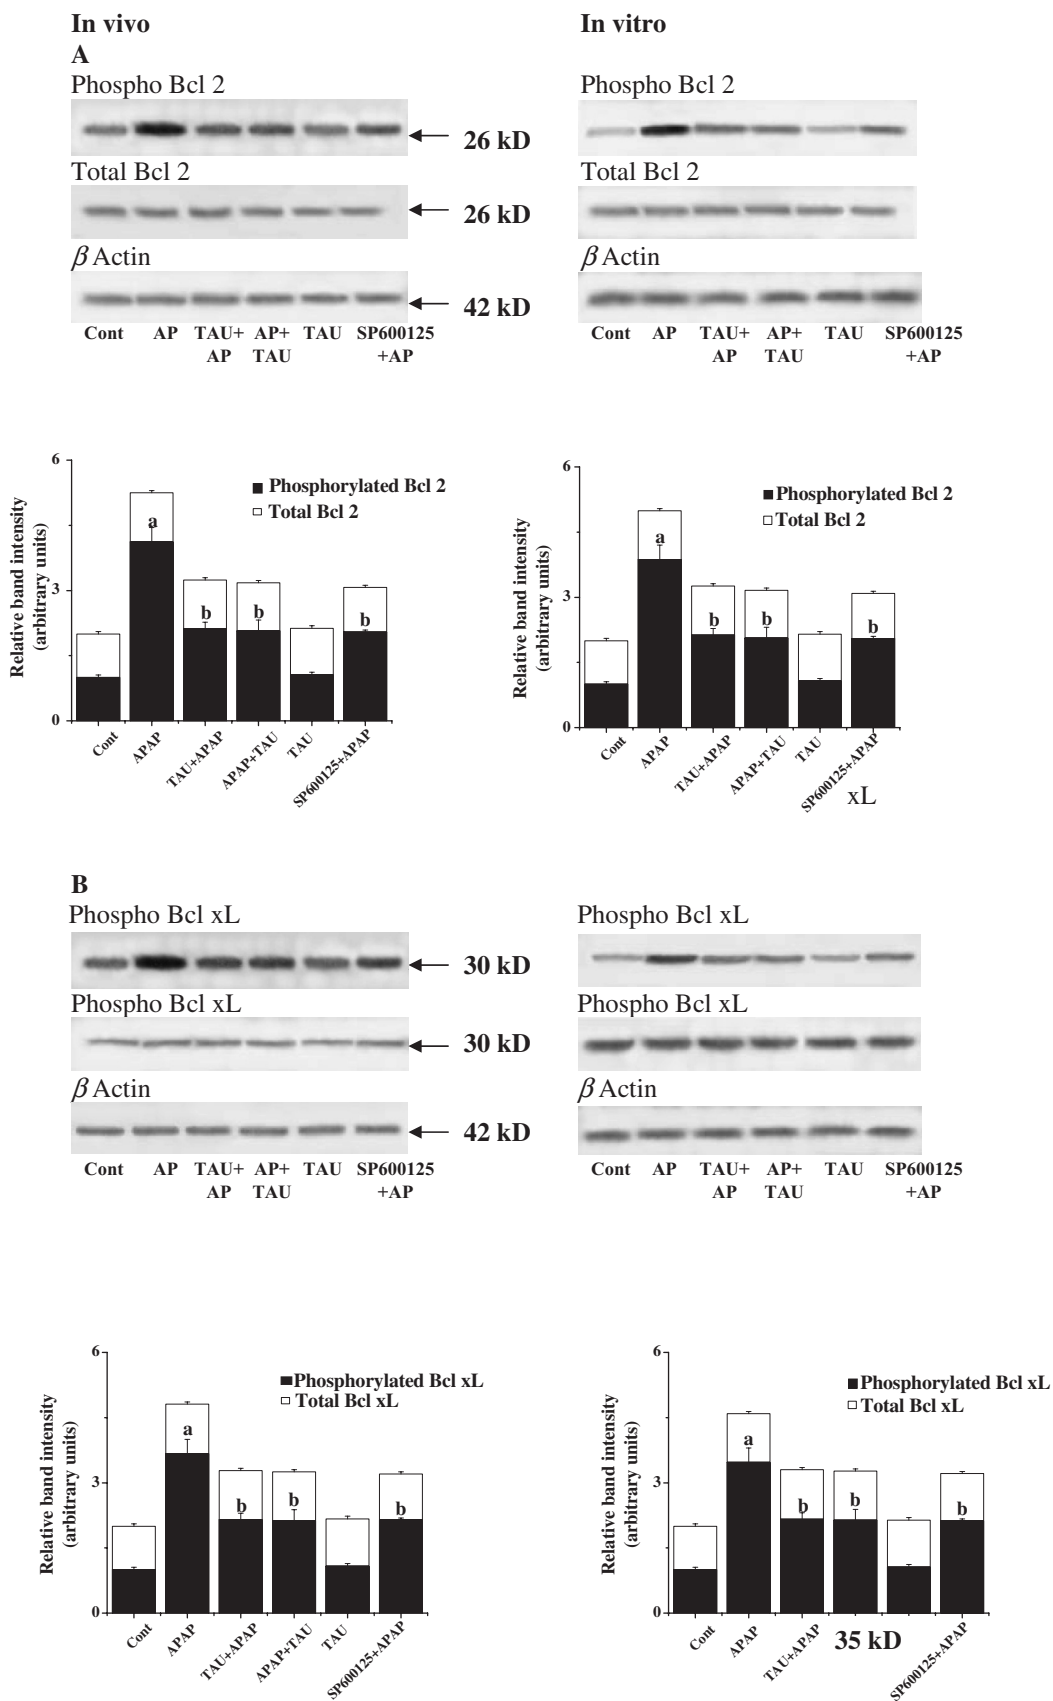 In vivo
In vitro
A
Phospho Bcl 2
26 kD
Total Bcl 2
26 kD
β Actin
42 kD
Cont AP TAU+ AP+ TAU SP600125
AP TAU +AP
Phospho Bcl 2
Total Bcl 2
β Actin
Cont AP TAU+ AP+ TAU SP600125
AP TAU +AP
6
3
0
Relative band intensity
(arbitrary units)
Phosphorylated Bcl 2
Total Bcl 2
a
b
b
b
Cont
APAP
TAU+APAP
APAP+TAU
TAU
SP600125+APAP
6
3
0
Relative band intensity
(arbitrary units)
Phosphorylated Bcl 2
Total Bcl 2
a
b
b
b
Cont
APAP
TAU+APAP
APAP+TAU
TAU
SP600125+APAP
xL
B
Phospho Bcl xL
30 kD
Phospho Bcl xL
30 kD
β Actin
42 kD
Cont AP TAU+ AP+ TAU SP600125
AP TAU +AP
Phospho Bcl xL
Phospho Bcl xL
β Actin
Cont AP TAU+ AP+ TAU SP600125
AP TAU +AP
6
3
0
Relative band intensity
(arbitrary units)
Phosphorylated Bcl xL
Total Bcl xL
a
b
b
b
Cont
APAP
TAU+APAP
APAP+TAU
TAU
SP600125+APAP
6
3
0
Relative band intensity
(arbitrary units)
Phosphorylated Bcl xL
Total Bcl xL
a
b
b
b
Cont
APAP
TAU+APAP
35 kD
SP600125+APAP